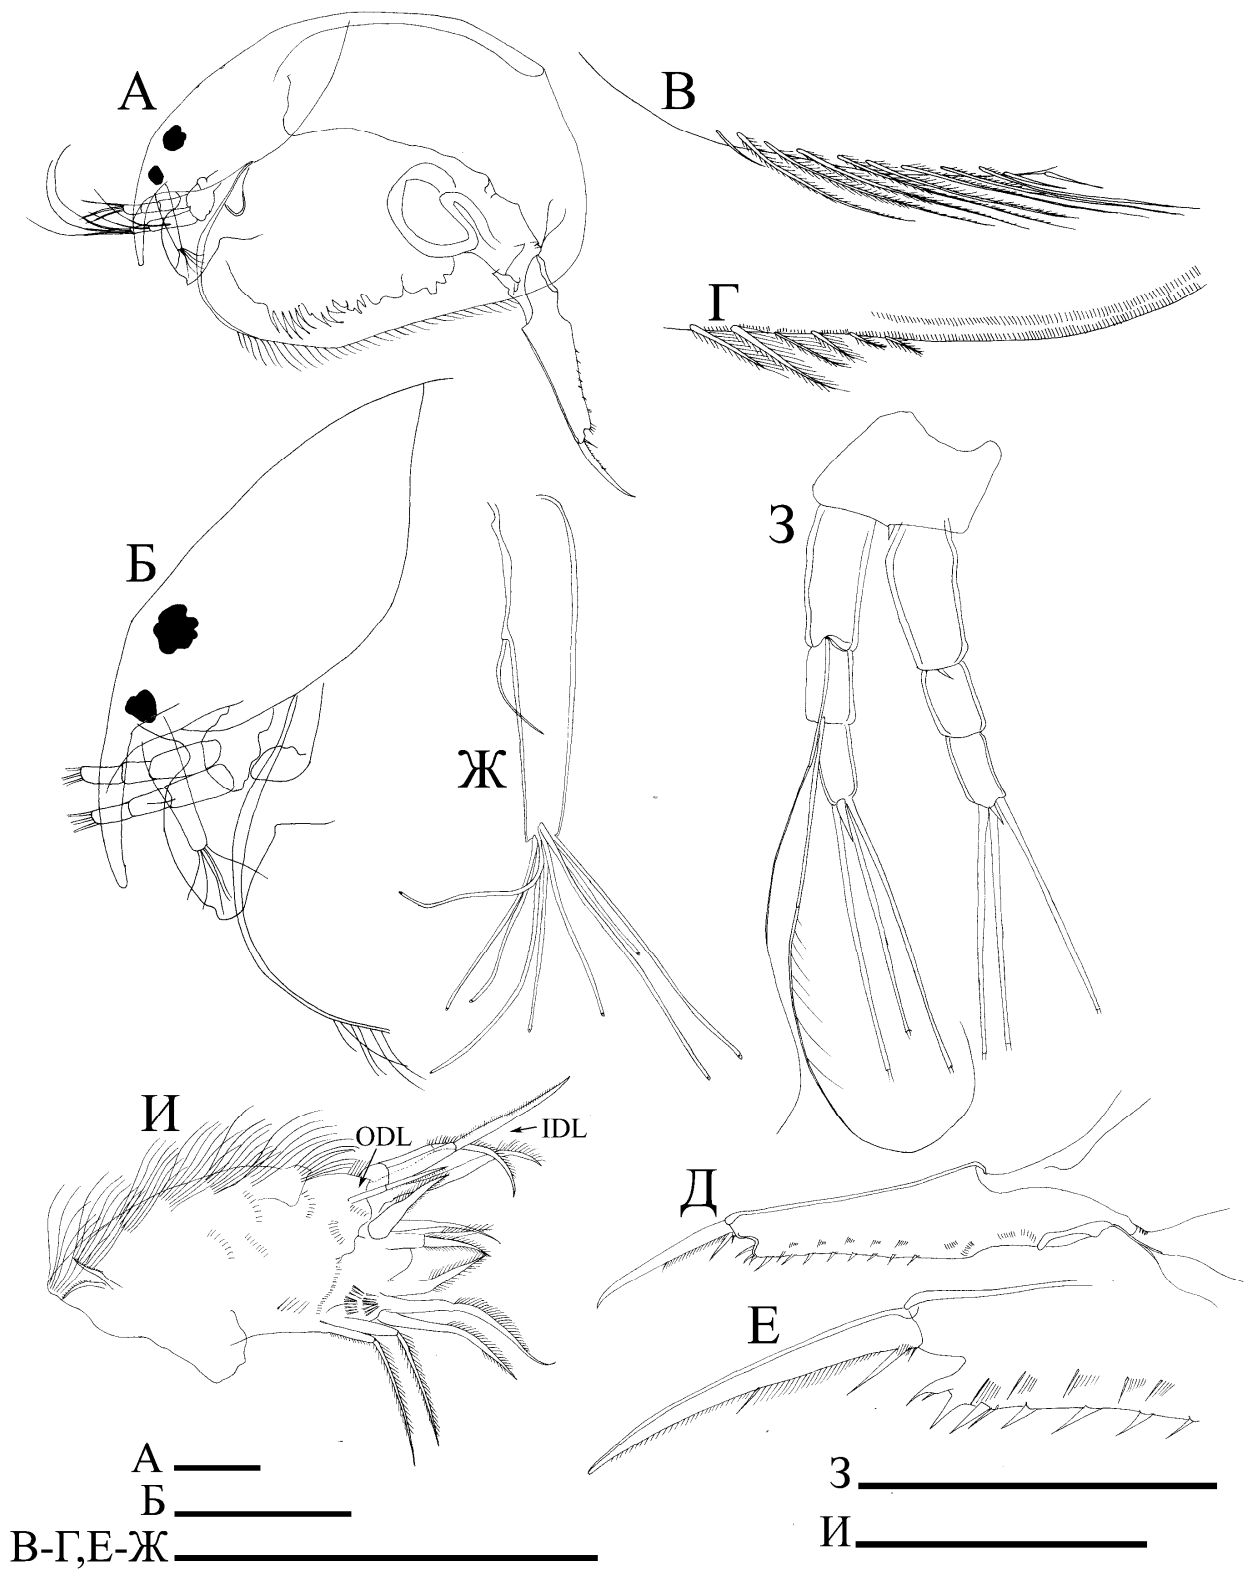 А
В
Г
Б
З
Ж
И
ODL
IDL
Д
Е
А
Б
В-Г,Е-Ж
З
И